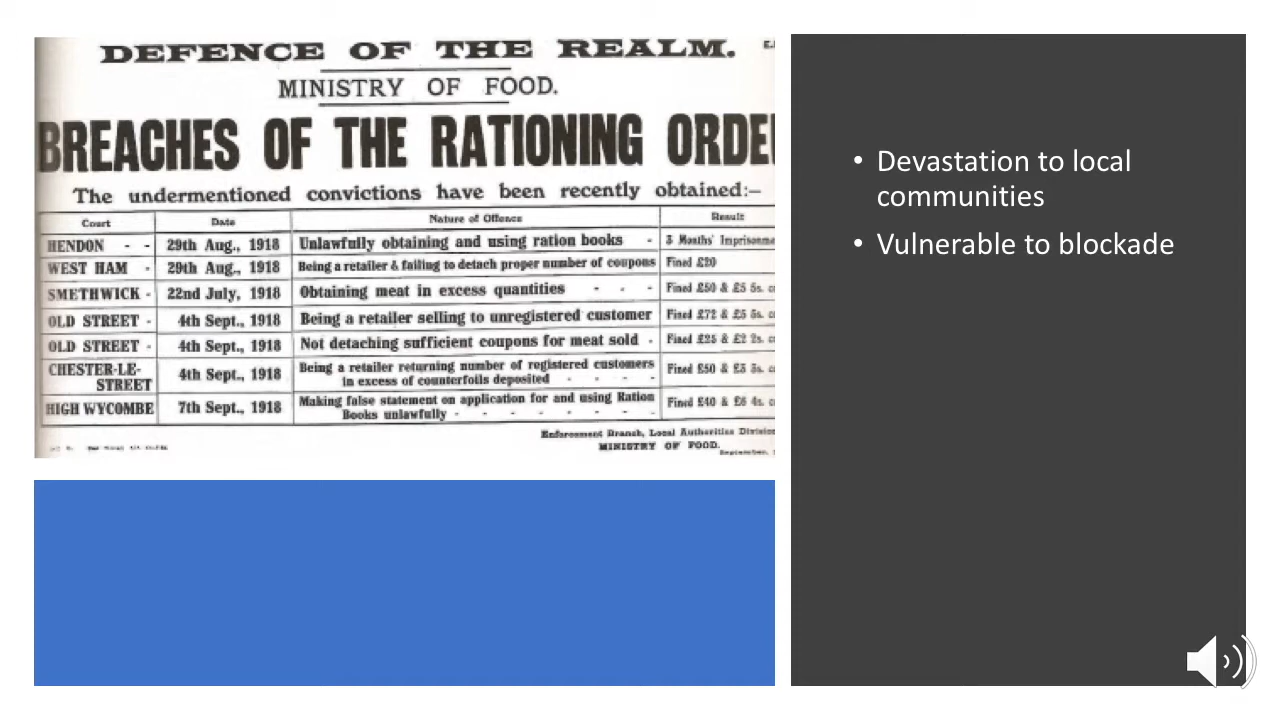 DEFENCE OF THE REALM.
MINISTRY OF FOOD.
BREACHES OF THE RATIONING ORDE
The undermentioned convictions have been recently obtained:—
Court Date Nature of Offence Result
HENDON - - 29th Aug., 1918 Unlawfully obtaining and using ration books - 3 Months' Imprisonme
WEST HAM - 29th Aug., 1918 Being a retailer & failing to detach proper number of coupons Fined £20
SMETHWICK - 22nd July, 1918 Obtaining meat in excess quantities - - - Fined £50 & £5 5s. c
OLD STREET - 4th Sept., 1918 Being a retailer selling to unregistered customer Fined £72 & £5 5s. c
OLD STREET - 4th Sept., 1918 Not detaching sufficient coupons for meat sold - Fined £25 & £2 2s. c
CHESTER-LE-
STREET 4th Sept., 1918 Being a retailer returning number of registered customers
in excess of counterfoils deposited - - - - Fined £50 & £3 3s. c
HIGH WYCOMBE 7th Sept., 1918 Making false statement on application for and using Ration
Books unlawfully - - - - - - - - Fined £40 & £6 4s. c
Enforcement Branch, Local Authorities Division
MINISTRY OF FOOD.
September,
• Devastation to local
communities
• Vulnerable to blockade